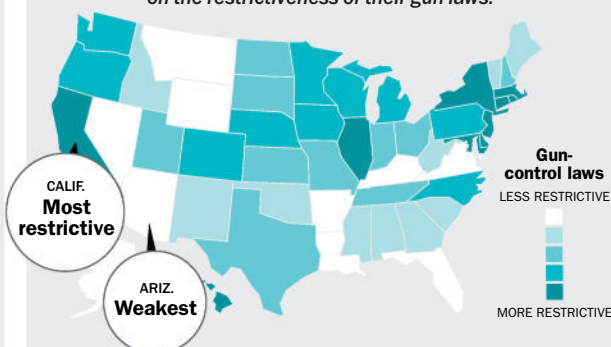 on the restrictiveness of their gun laws.
CALIF.
Most
restrictive
ARIZ.
Weakest
Gun-
control laws
LESS RESTRICTIVE
MORE RESTRICTIVE